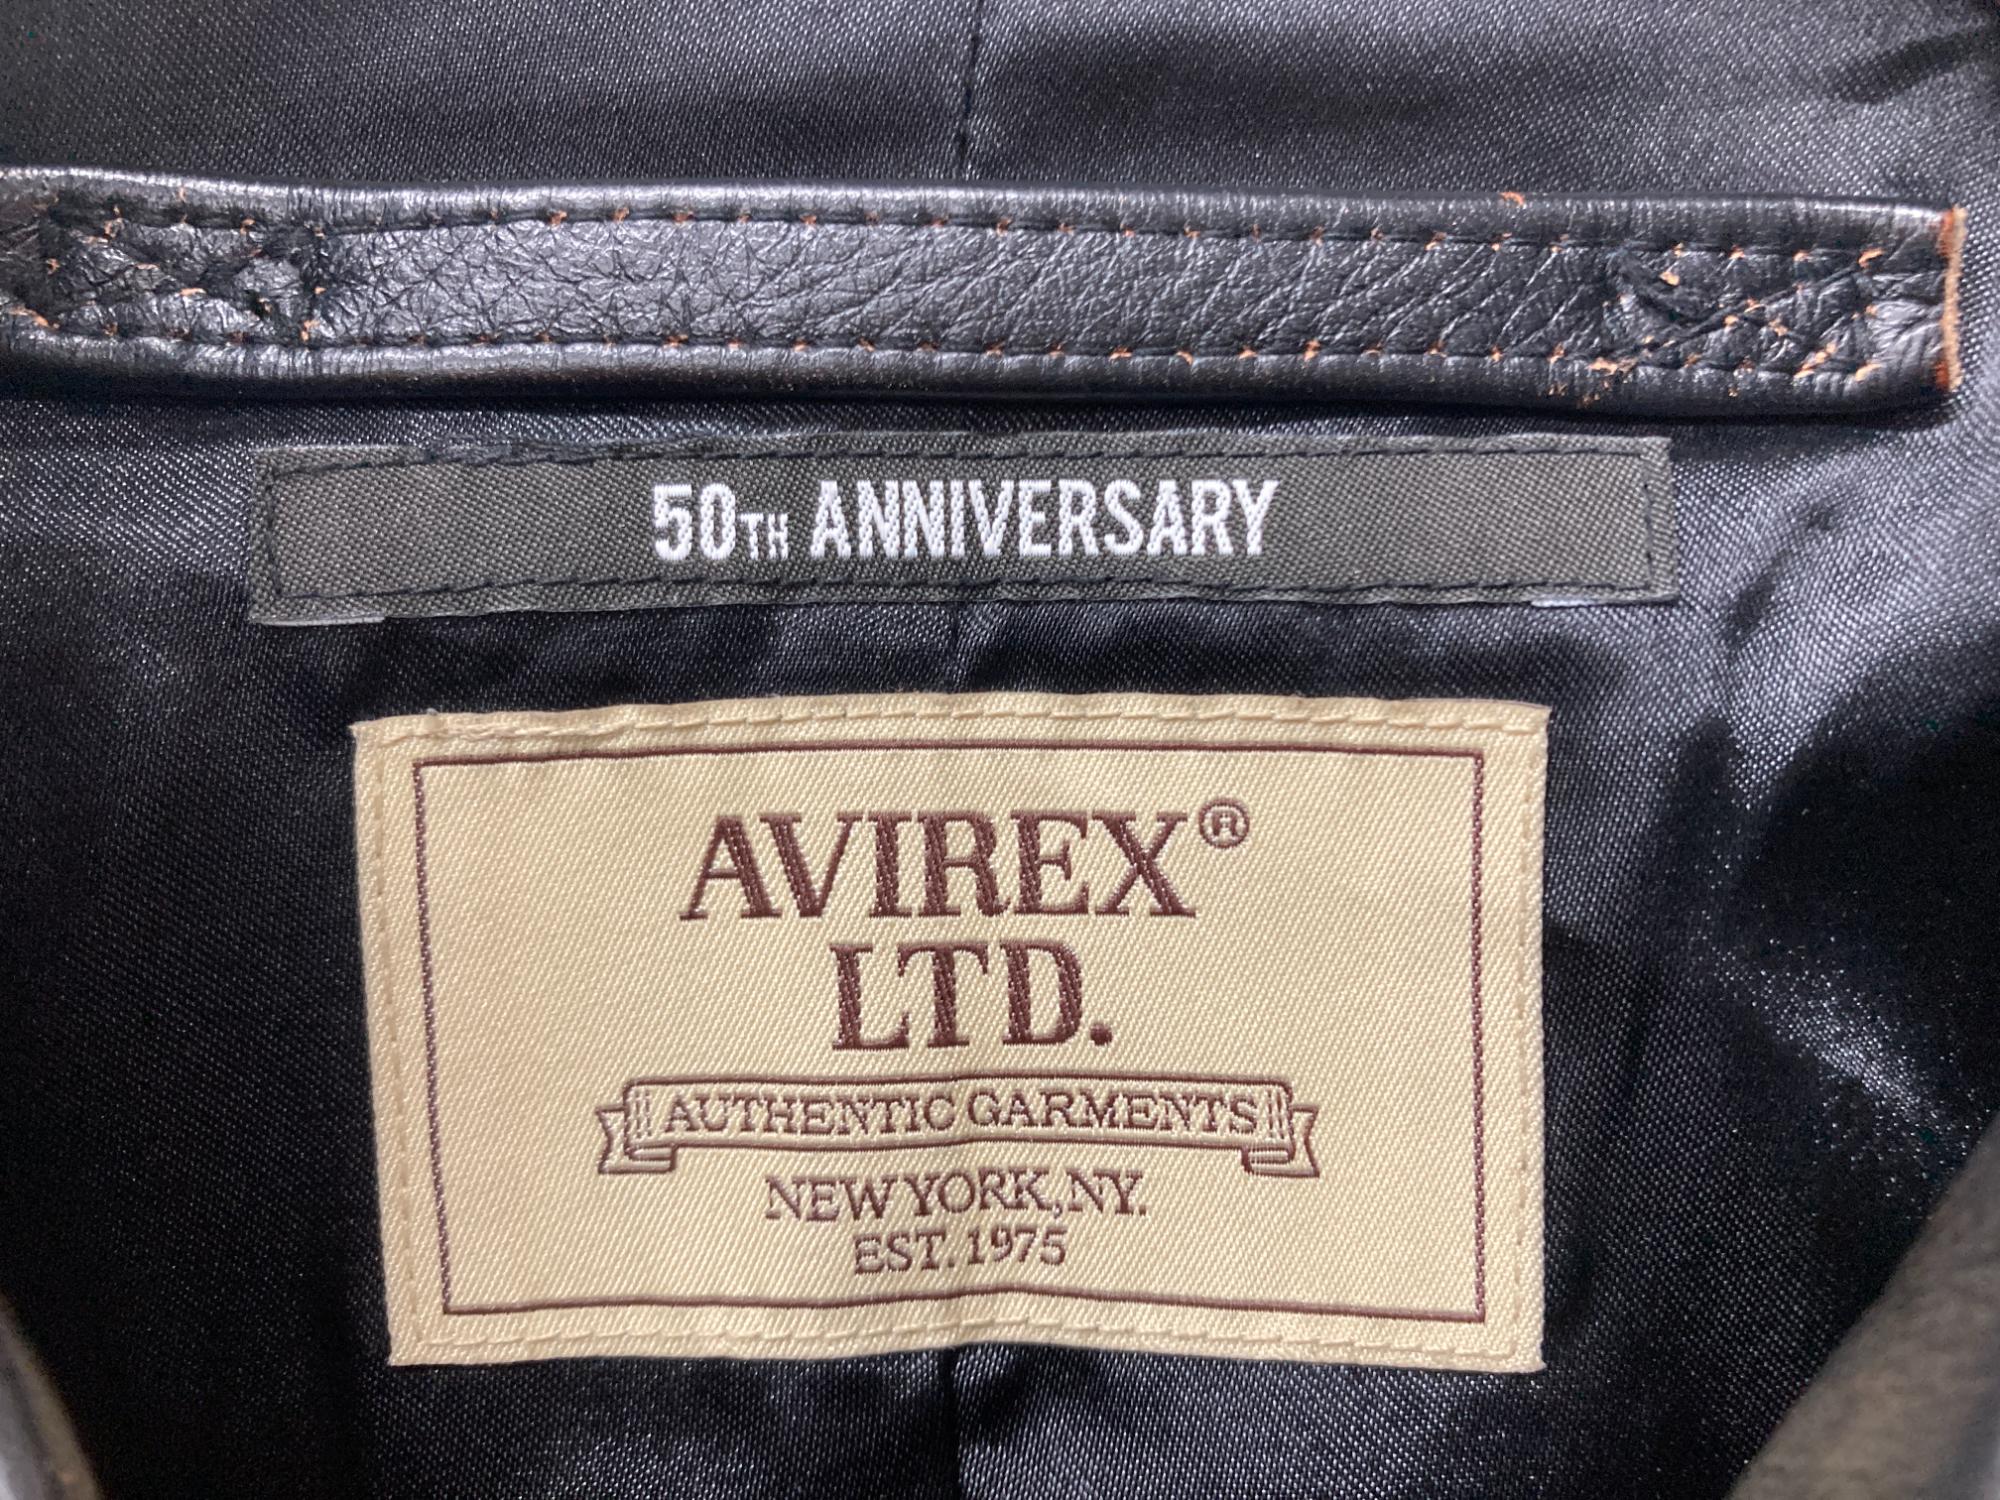 50TH ANNIVERSARY
AVIREX®
LTD.
AUTHENTIC GARMENTS
NEW YORK, NY.
EST. 1975